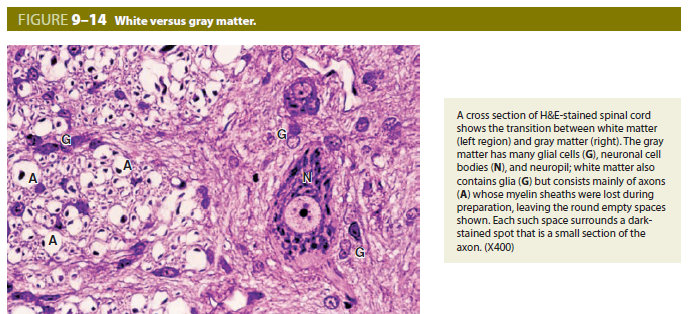 FIGURE 9–14 White versus gray matter.
G
G
A
A
N
A
G
A cross section of H&E-stained spinal cord
shows the transition between white matter
(left region) and gray matter (right). The gray
matter has many glial cells (G), neuronal cell
bodies (N), and neuropil; white matter also
contains glia (G) but consists mainly of axons
(A) whose myelin sheaths were lost during
preparation, leaving the round empty spaces
shown. Each such space surrounds a dark-
stained spot that is a small section of the
axon. (X400)